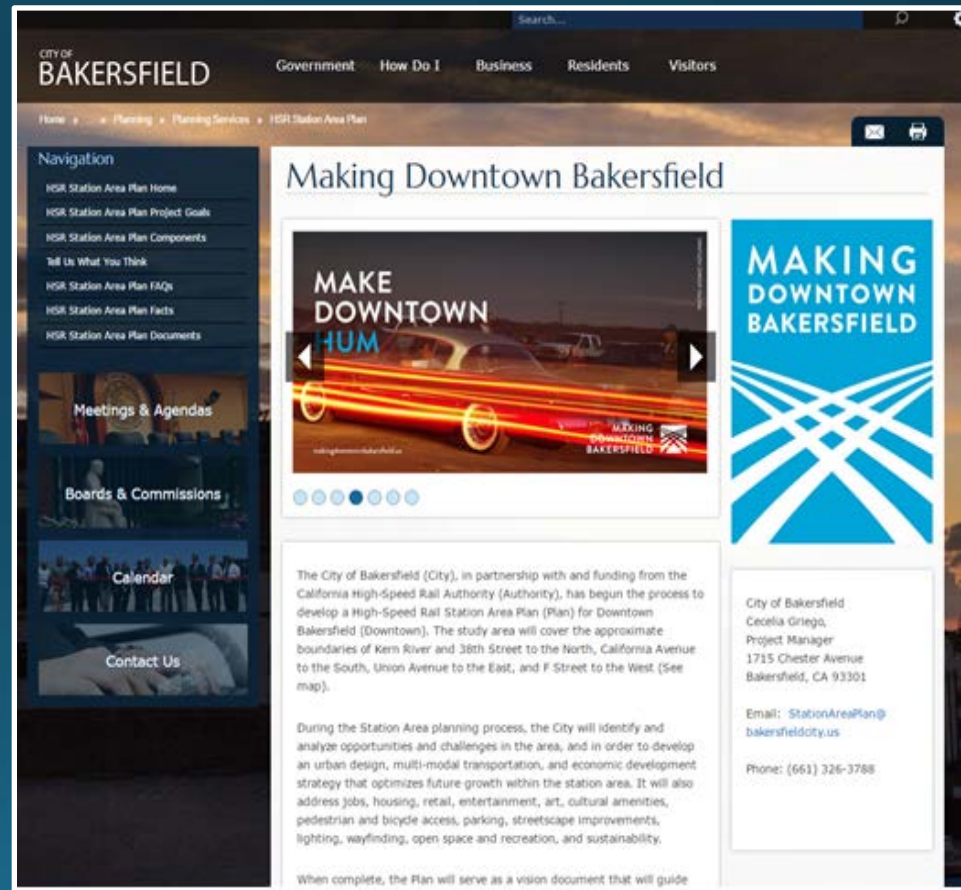 Search...
CITY OF
BAKERSFIELD
Government How Do I Business Residents Visitors
Home » ... » Planning » Planning Services » HSR Station Area Plan
Navigation
HSR Station Area Plan Home
HSR Station Area Plan Project Goals
HSR Station Area Plan Components
Tell Us What You Think
HSR Station Area Plan FAQs
HSR Station Area Plan Facts
HSR Station Area Plan Documents
Meetings & Agendas
Boards & Commissions
Calendar
Contact Us
Making Downtown Bakersfield
MAKE
DOWNTOWN
HUM
makingdowntownbakersfield.us
MAKING
DOWNTOWN
BAKERSFIELD
The City of Bakersfield (City), in partnership with and funding from the
California High-Speed Rail Authority (Authority), has begun the process to
develop a High-Speed Rail Station Area Plan (Plan) for Downtown
Bakersfield (Downtown). The study area will cover the approximate
boundaries of Kern River and 38th Street to the North, California Avenue
to the South, Union Avenue to the East, and F Street to the West (See
map).
During the Station Area planning process, the City will identify and
analyze opportunities and challenges in the area, and in order to develop
an urban design, multi-modal transportation, and economic development
strategy that optimizes future growth within the station area. It will also
address jobs, housing, retail, entertainment, art, cultural amenities,
pedestrian and bicycle access, parking, streetscape improvements,
lighting, wayfinding, open space and recreation, and sustainability.
When complete, the Plan will serve as a vision document that will guide
MAKING
DOWNTOWN
BAKERSFIELD
City of Bakersfield
Cecelia Griego,
Project Manager
1715 Chester Avenue
Bakersfield, CA 93301
Email: StationAreaPlan@
bakersfieldcity.us
Phone: (661) 326-3788